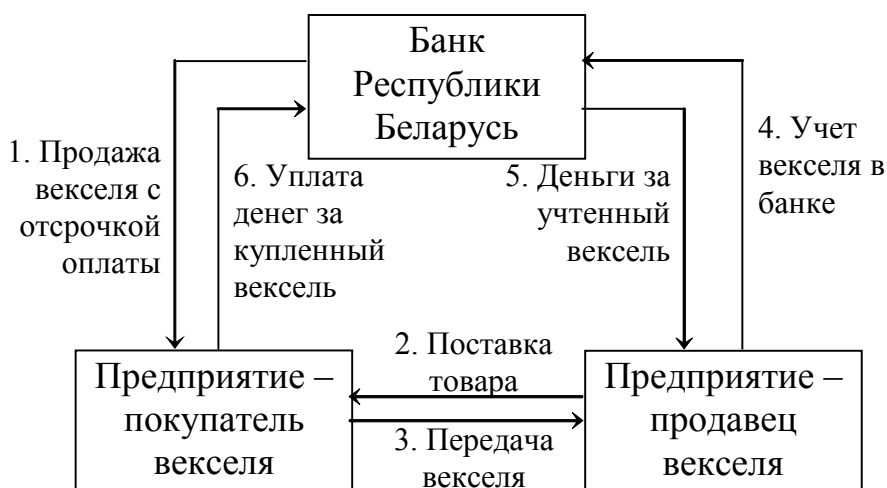 Банк
Республики
Беларусь
1. Продажа
векселя с
отсрочкой
оплаты
6. Уплата
денег за
купленный
вексель
5. Деньги за
учтенный
вексель
4. Учет
векселя в
банке
Предприятие –
покупатель
векселя
2. Поставка
товара
3. Передача
векселя
Предприятие –
продавец
векселя